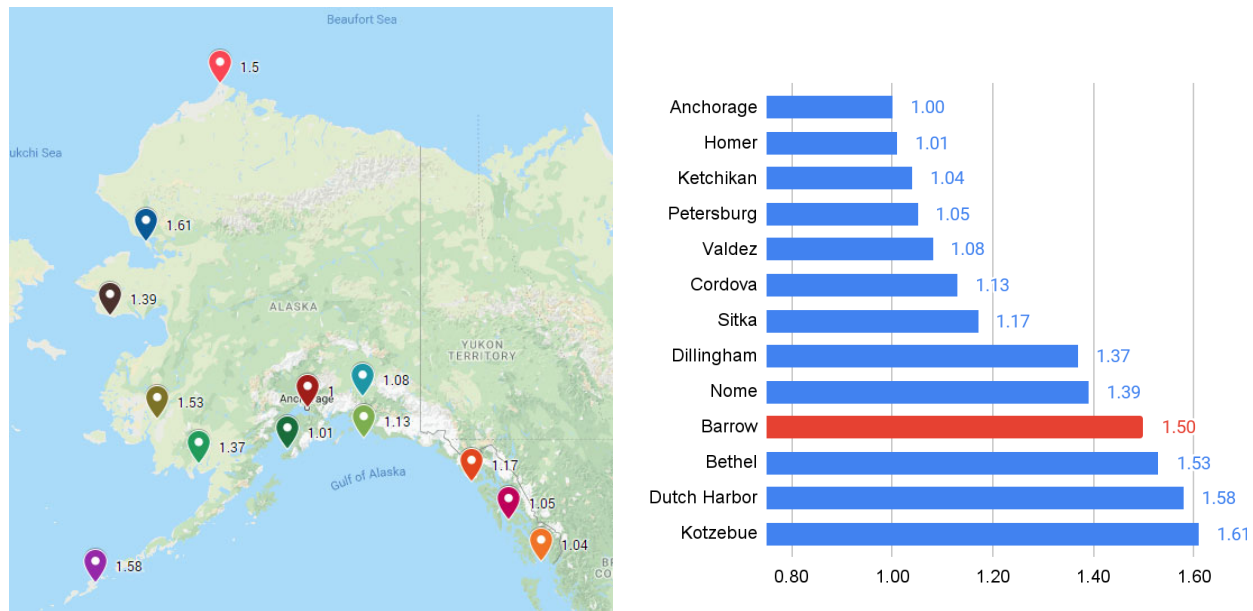 Beaufort Sea
1.5
ukchi Sea
1.61
1.39
ALASKA
YUKON
TERRITORY
1.08
1
Anchorage
1.53
1.13
1.01
1.37
1.17
Gulf of Alaska
1.05
1.04
1.58
BR
CO
Anchorage 1.00
Homer 1.01
Ketchikan 1.04
Petersburg 1.05
Valdez 1.08
Cordova 1.13
Sitka 1.17
Dillingham 1.37
Nome 1.39
Barrow 1.50
Bethel 1.53
Dutch Harbor 1.58
Kotzebue 1.61
0.80 1.00 1.20 1.40 1.60